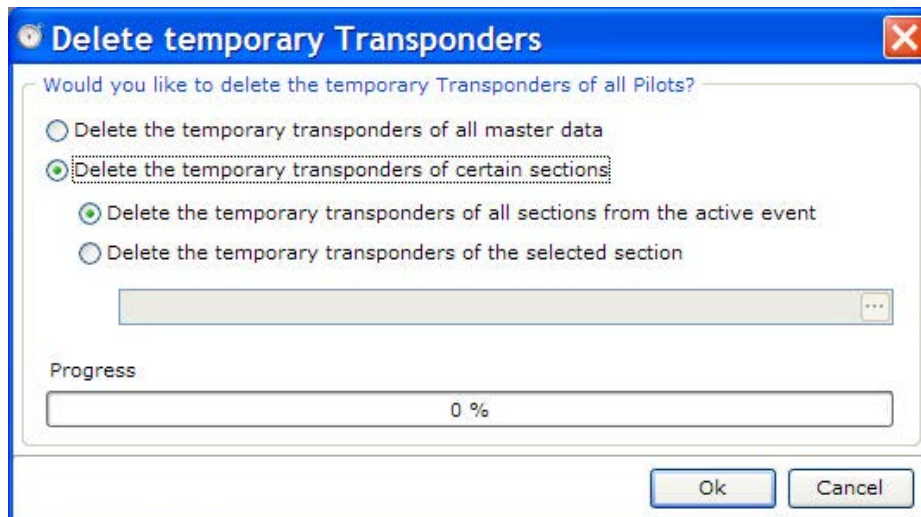 Delete temporary Transponders
Would you like to delete the temporary Transponders of all Pilots?
Delete the temporary transponders of all master data
Delete the temporary transponders of certain sections
Delete the temporary transponders of all sections from the active event
Delete the temporary transponders of the selected section
...
Progress
0 %
Ok Cancel